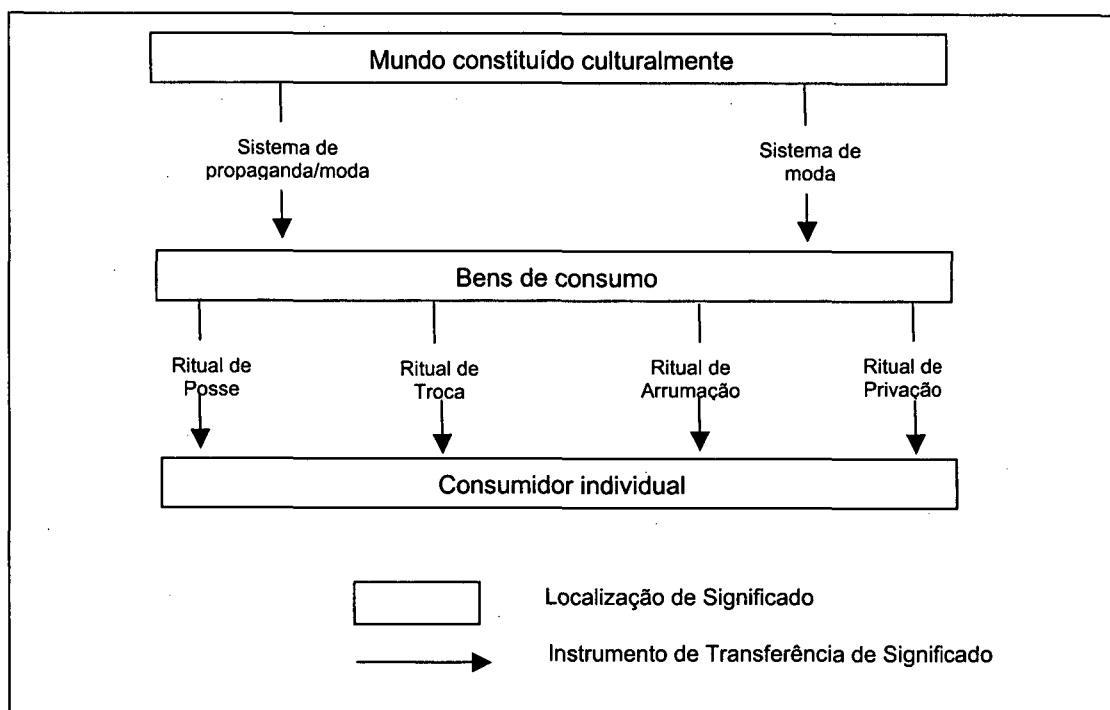 Mundo constituído culturalmente
Sistema de
propaganda/moda
Sistema de
moda
Bens de consumo
Ritual de
Posse
Ritual de
Troca
Ritual de
Arrumação
Ritual de
Privação
Consumidor individual
Localização de Significado
Instrumento de Transferência de Significado